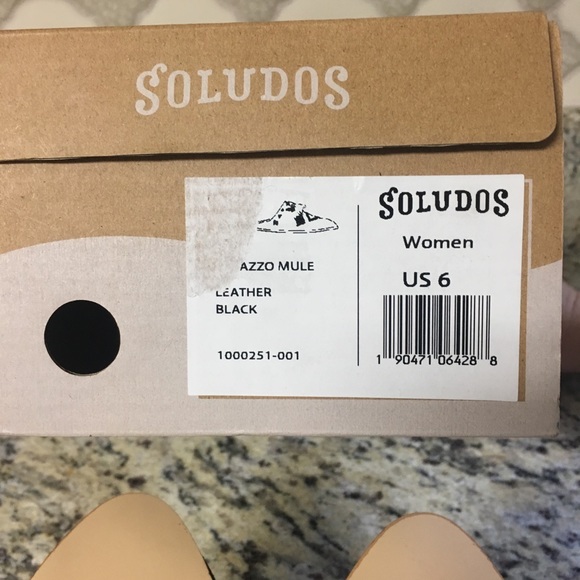 SOLUDOS
AZZO MULE
LEATHER
BLACK
1000251-001
SOLUDOS
Women
US 6
1 90471 06428 8